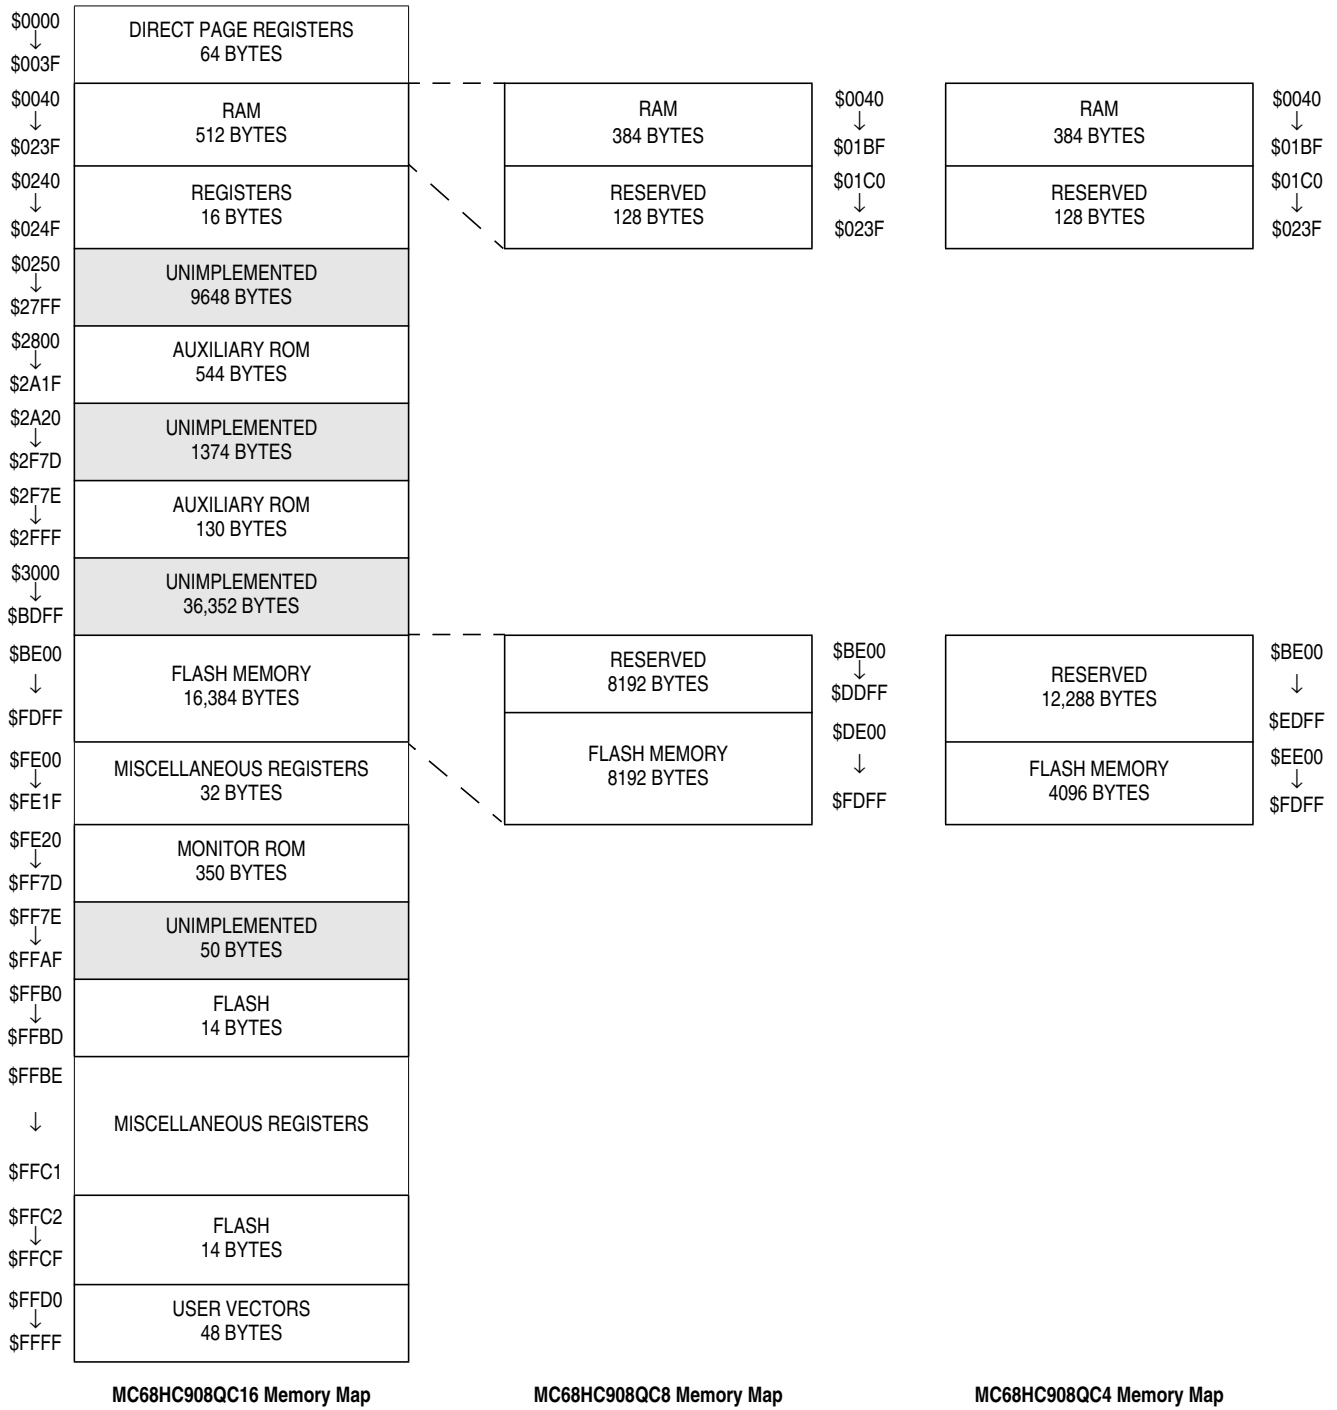 $0000
↓
$003F
DIRECT PAGE REGISTERS
64 BYTES
$0040
↓
$023F
RAM
512 BYTES
RAM
384 BYTES
$0040
↓
$01BF
RAM
384 BYTES
$0040
↓
$01BF
$0240
↓
$024F
REGISTERS
16 BYTES
RESERVED
128 BYTES
$01C0
↓
$023F
RESERVED
128 BYTES
$01C0
↓
$023F
$0250
↓
$27FF
UNIMPLEMENTED
9648 BYTES
$2800
↓
$2A1F
AUXILIARY ROM
544 BYTES
$2A20
↓
$2F7D
UNIMPLEMENTED
1374 BYTES
$2F7E
↓
$2FFF
AUXILIARY ROM
130 BYTES
$3000
↓
$BDFF
UNIMPLEMENTED
36,352 BYTES
$BE00
↓
$FDFF
FLASH MEMORY
16,384 BYTES
RESERVED
8192 BYTES
$BE00
↓
$DDFF
RESERVED
12,288 BYTES
$BE00
↓
$EDFF
$FE00
↓
$FE1F
MISCELLANEOUS REGISTERS
32 BYTES
FLASH MEMORY
8192 BYTES
$DE00
↓
$FDFF
FLASH MEMORY
4096 BYTES
$EE00
↓
$FDFF
$FE20
↓
$FF7D
MONITOR ROM
350 BYTES
$FF7E
↓
$FFAF
UNIMPLEMENTED
50 BYTES
$FFB0
↓
$FFBD
FLASH
14 BYTES
$FFBE
↓
$FFC1
MISCELLANEOUS REGISTERS
$FFC2
↓
$FFCF
FLASH
14 BYTES
$FFD0
↓
$FFFF
USER VECTORS
48 BYTES
MC68HC908QC16 Memory Map
MC68HC908QC8 Memory Map
MC68HC908QC4 Memory Map